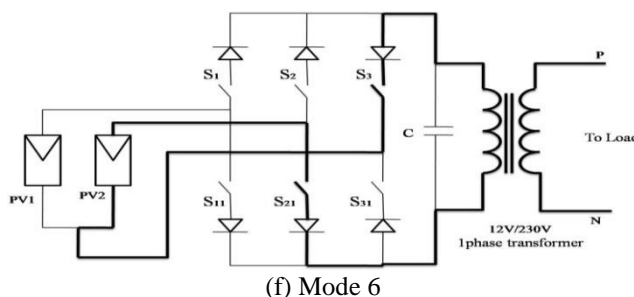 S1
S2
S3
P
PV1
PV2
C
To Load
S11
S21
S31
N
12V/230V
1phase transformer
(f) Mode 6